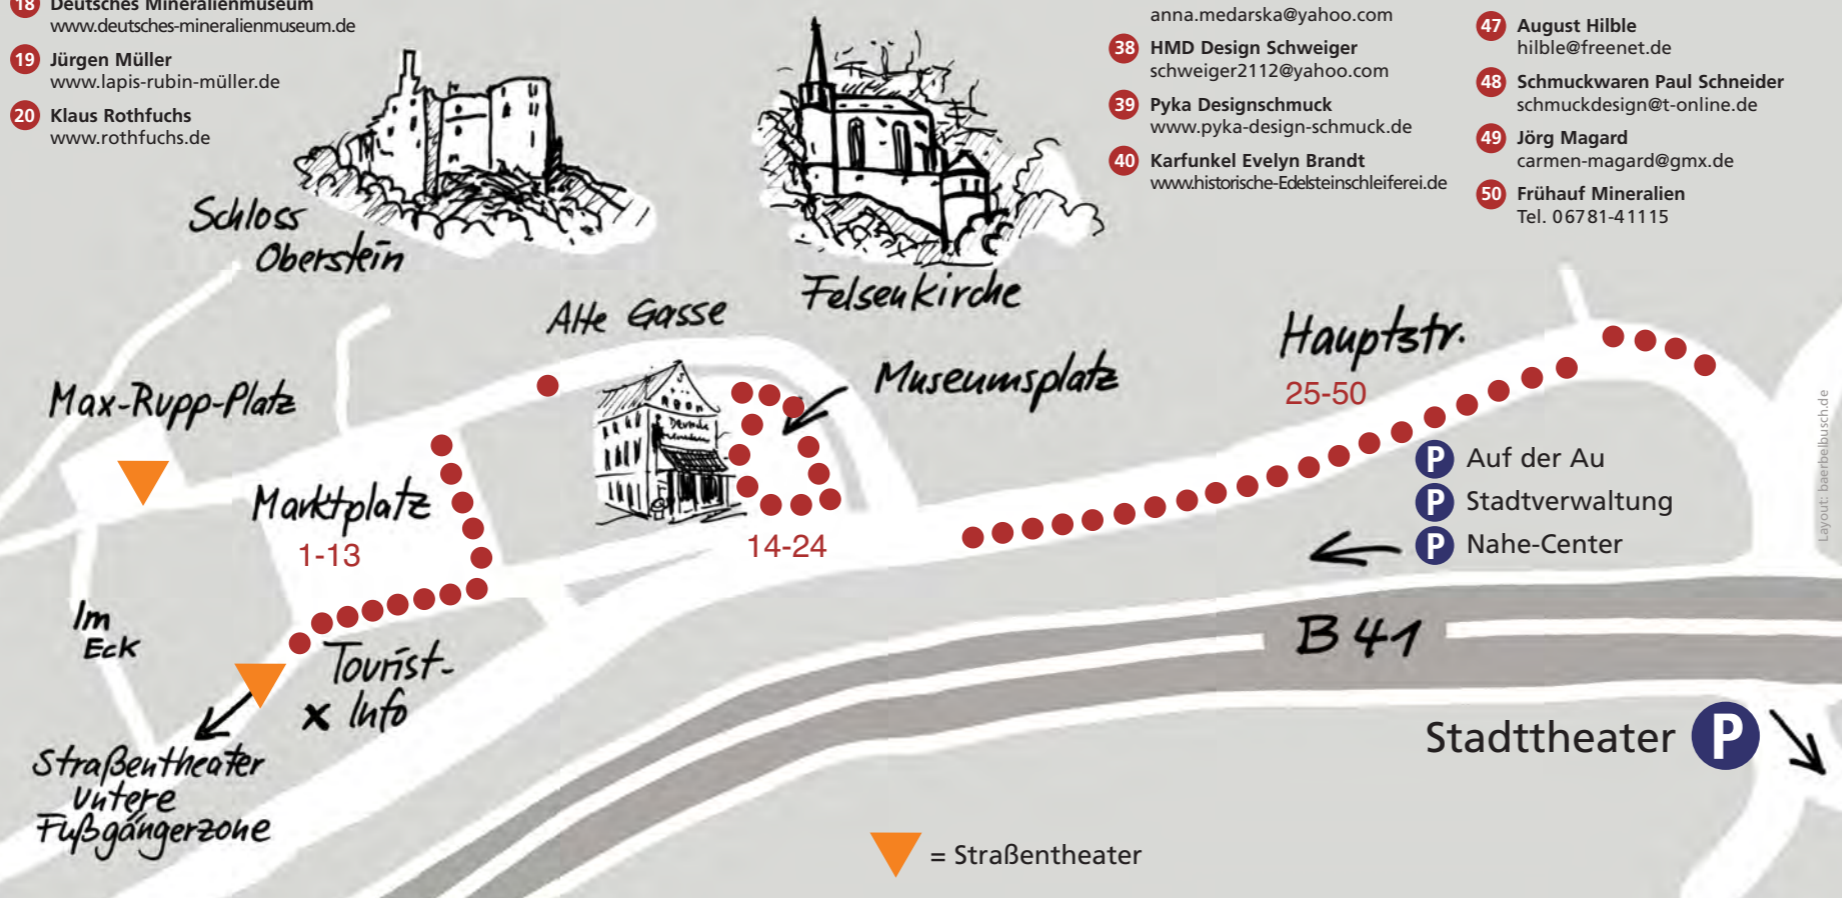 18 Deutsches Mineralienmuseum
www.deutsches-mineralienmuseum.de
19 Jürgen Müller
www.lapis-rubin-müller.de
20 Klaus Rothfuchs
www.rothfuchs.de
anna.medarska@yahoo.com
38 HMD Design Schweiger
schweiger2112@yahoo.com
39 Pyka Designschmuck
www.pyka-design-schmuck.de
40 Karfunkel Evelyn Brandt
www.historische-Edelsteinschleiferei.de
47 August Hilble
hilble@freenet.de
48 Schmuckwaren Paul Schneider
schmuckdesign@t-online.de
49 Jörg Magard
carmen-magard@gmx.de
50 Frühauf Mineralien
Tel. 06781-41115
Schloss
Oberstein
Felsenkirche
Alte Gasse
Museumsplatz
Hauptstr.
25-50
Max-Rupp-Platz
Marktplatz
1-13
14-24
P Auf der Au
P Stadtverwaltung
P Nahe-Center
Im
Eck
Tourist-
x Info
B 41
Straßentheater
untere
Fußgängerzone
Stadttheater P
= Straßentheater
Layout: baerbelbusch.de